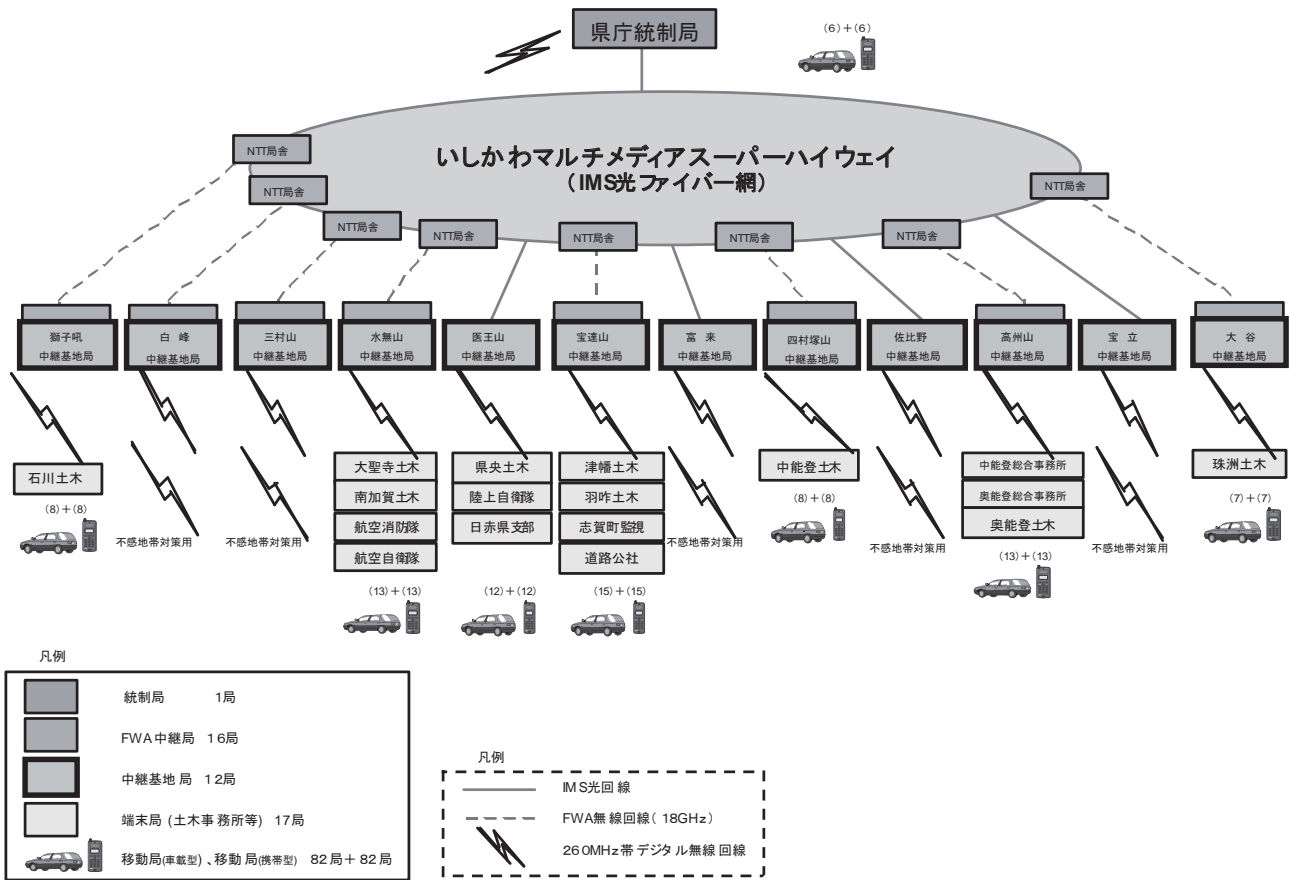 県庁統制局
(6)+(6)
いしかわマルチメディアスーパーハイウェイ
(IMS光ファイバー網)
NTT局舎
NTT局舎
NTT局舎
NTT局舎
NTT局舎
NTT局舎
NTT局舎
NTT局舎
獅子吼
中継基地局
白 峰
中継基地局
三村山
中継基地局
水無山
中継基地局
医王山
中継基地局
宝達山
中継基地局
富 来
中継基地局
四村塚山
中継基地局
佐比野
中継基地局
高州山
中継基地局
宝 立
中継基地局
大 谷
中継基地局
石川土木
(8)+(8)
不感地帯対策用
不感地帯対策用
大聖寺土木
南加賀土木
航空消防隊
航空自衛隊
(13)+(13)
県央土木
陸上自衛隊
日赤県支部
(12)+(12)
津幡土木
羽咋土木
志賀町監視
道路公社
(15)+(15)
不感地帯対策用
中能登土木
(8)+(8)
不感地帯対策用
中能登総合事務所
奥能登総合事務所
奥能登土木
(13)+(13)
不感地帯対策用
珠洲土木
(7)+(7)
凡例
統制局 1局
FWA中継局 16局
中継基地局 12局
端末局 (土木事務所等) 17局
移動局(車載型)、移動局(携帯型) 82局+82局
凡例
IMS光回線
FWA無線回線(18GHz)
260MHz帯デジタル無線回線